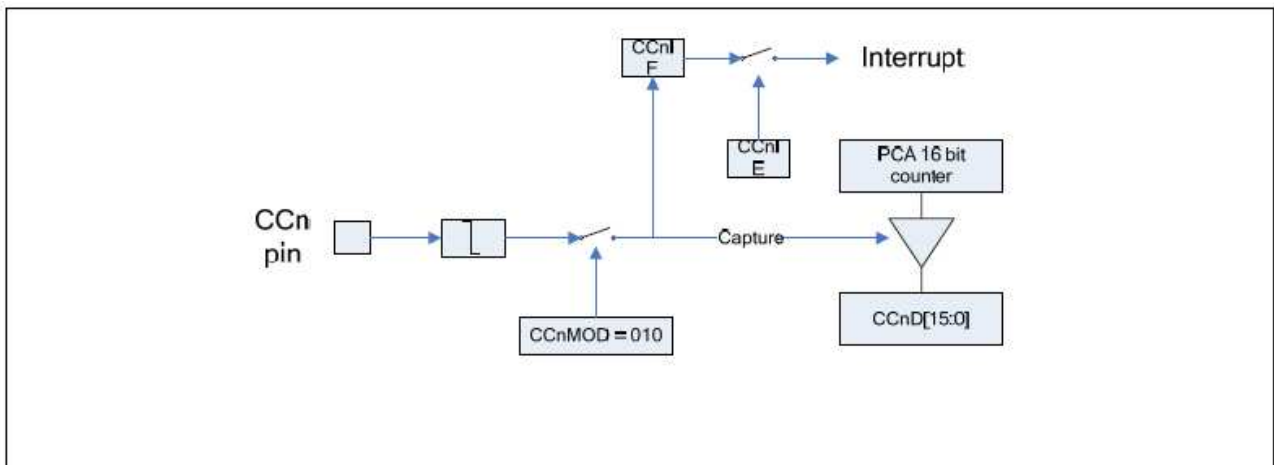 CCnI
F
Interrupt
CCnI
E
PCA 16 bit
counter
CCn
pin
Capture
CCnMOD = 010
CCnD[15:0]